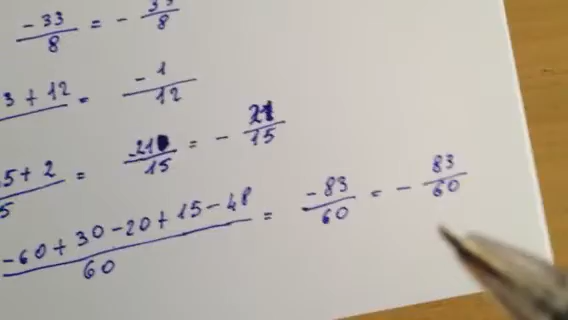 -33/8 = - 33/8
3 + 12 = -1/12
5 + 2/5 = -21/15 = - 21/15
-60 + 30 - 20 + 15 - 48/60 = -83/60 = - 83/60